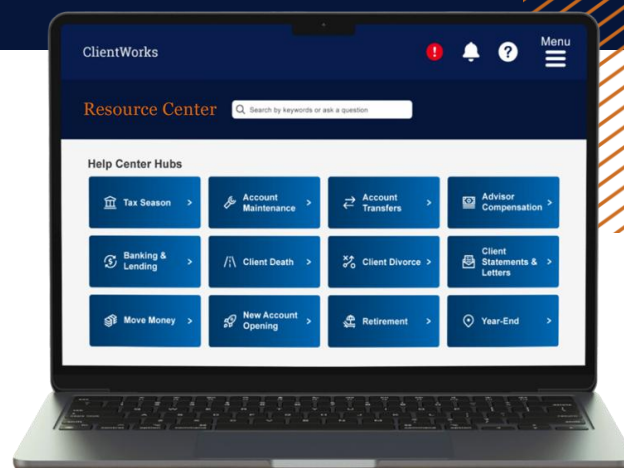 ClientWorks
Menu
Resource Center
Search by keywords or ask a question
Help Center Hubs
Tax Season
Account
Maintenance
Account
Transfers
Advisor
Compensation
Banking &
Lending
Client Death
Client Divorce
Client
Statements &
Letters
Move Money
New Account
Opening
Retirement
Year-End